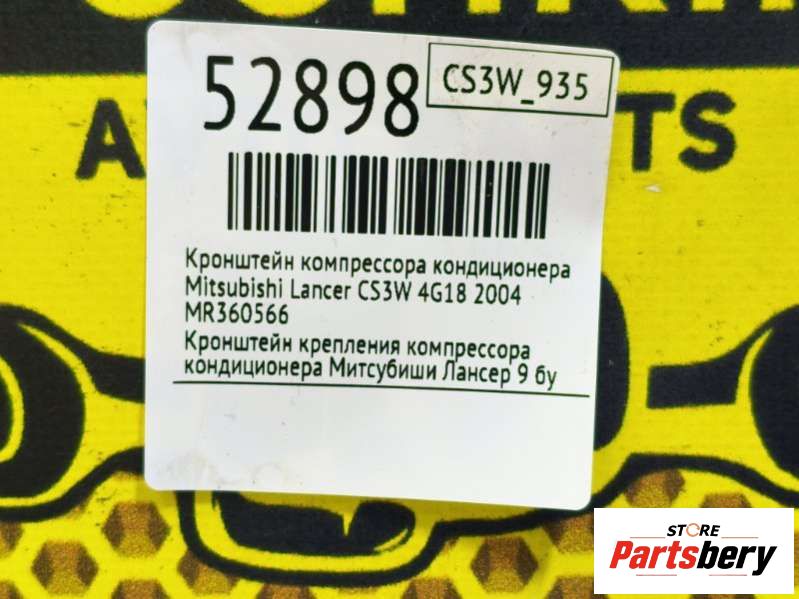 52898
CS3W_935
TS
Кронштейн компрессора кондиционера
Mitsubishi Lancer CS3W 4G18 2004
MR360566
Кронштейн крепления компрессора
кондиционера Митсубиши Лансер 9 бу
STORE
Partsbery